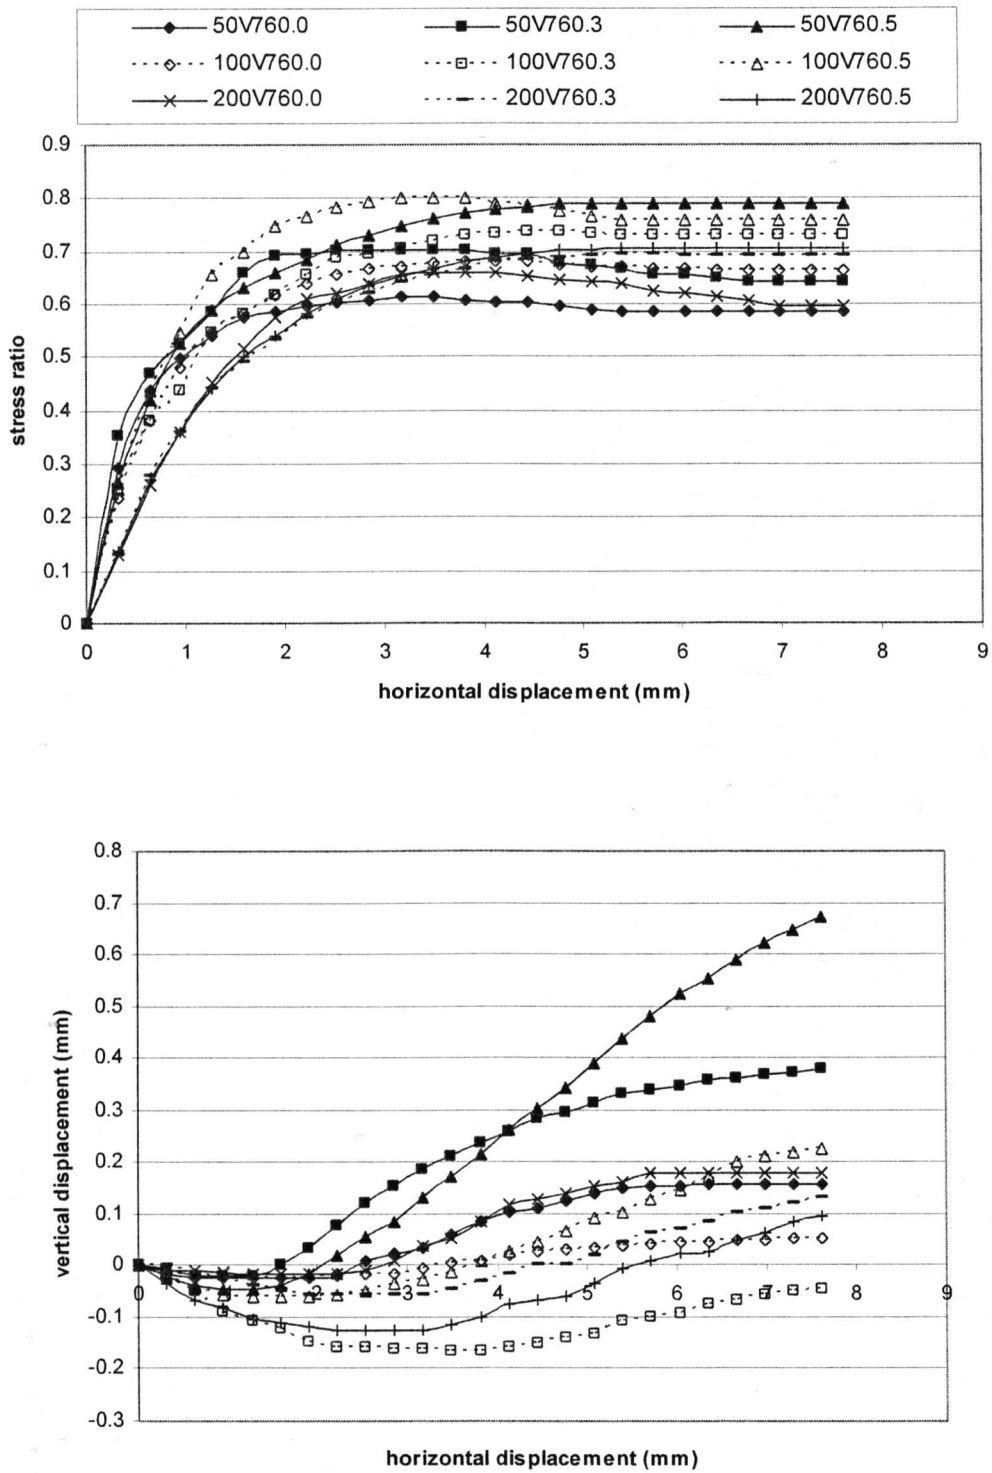 50V760.0 50V760.3 50V760.5
100V760.0 100V760.3 100V760.5
200V760.0 200V760.3 200V760.5
0.9
0.8
0.7
0.6
0.5
0.4
0.3
0.2
0.1
0
stress ratio
0 1 2 3 4 5 6 7 8 9
horizontal displacement (mm)
0.8
0.7
0.6
0.5
0.4
0.3
0.2
0.1
0
-0.1
-0.2
-0.3
vertical displacement (mm)
0 1 2 3 4 5 6 7 8 9
horizontal displacement (mm)